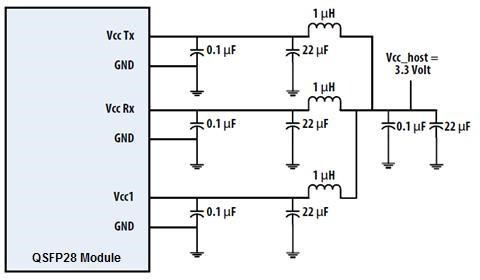 1 μH
Vcc Tx
0.1 μF
22 μF
GND
Vcc_host =
3.3 Volt
1 μH
Vcc Rx
0.1 μF
22 μF
0.1 μF
22 μF
GND
1 μH
Vcc1
0.1 μF
22 μF
GND
QSFP28 Module